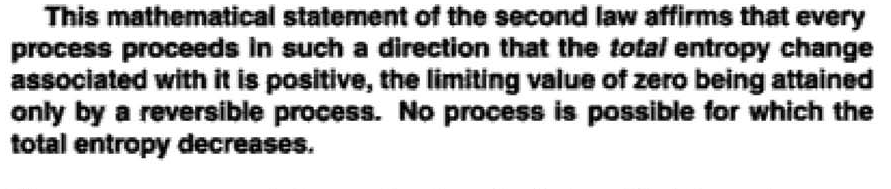 This mathematical statement of the second law affirms that every
process proceeds in such a direction that the total entropy change
associated with it is positive, the limiting value of zero being attained
only by a reversible process. No process is possible for which the
total entropy decreases.